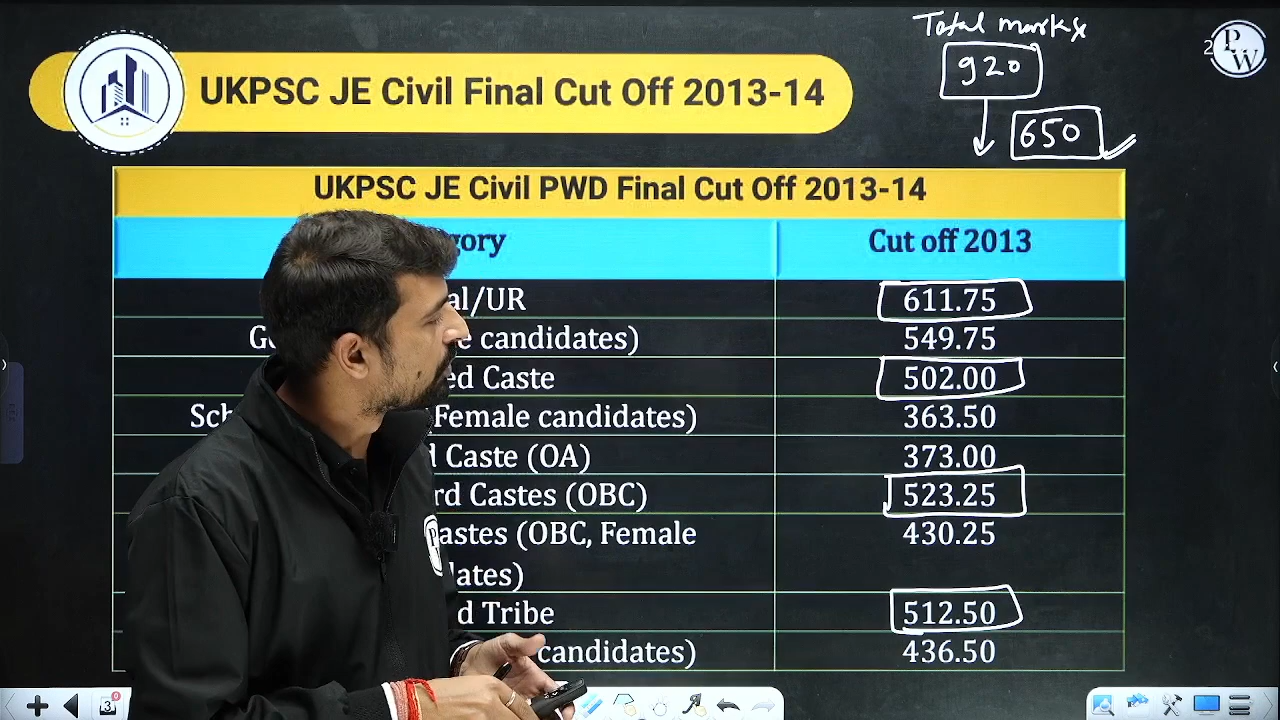 Total marks
920
650
PW
UKPSC JE Civil Final Cut Off 2013-14
UKPSC JE Civil PWD Final Cut Off 2013-14
gory Cut off 2013
al/UR 611.75
Ge e candidates) 549.75
ed Caste 502.00
Sch Female candidates) 363.50
d Caste (OA) 373.00
rd Castes (OBC) 523.25
astes (OBC, Female 430.25
lates)
d Tribe 512.50
candidates) 436.50
3